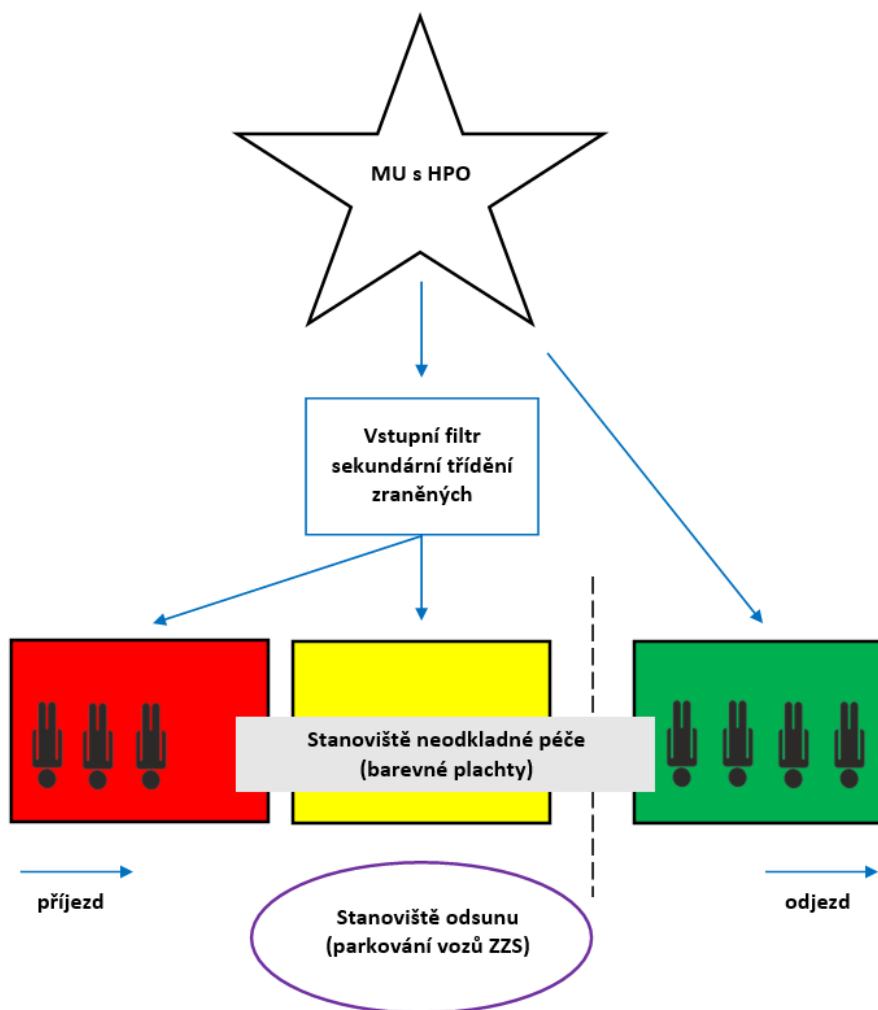 MU s HPO
Vstupní filtr
sekundární třídění
zraněných
Stanoviště neodkladné péče
(barevné plachty)
příjezd
odjezd
Stanoviště odsunu
(parkování vozů ZZS)